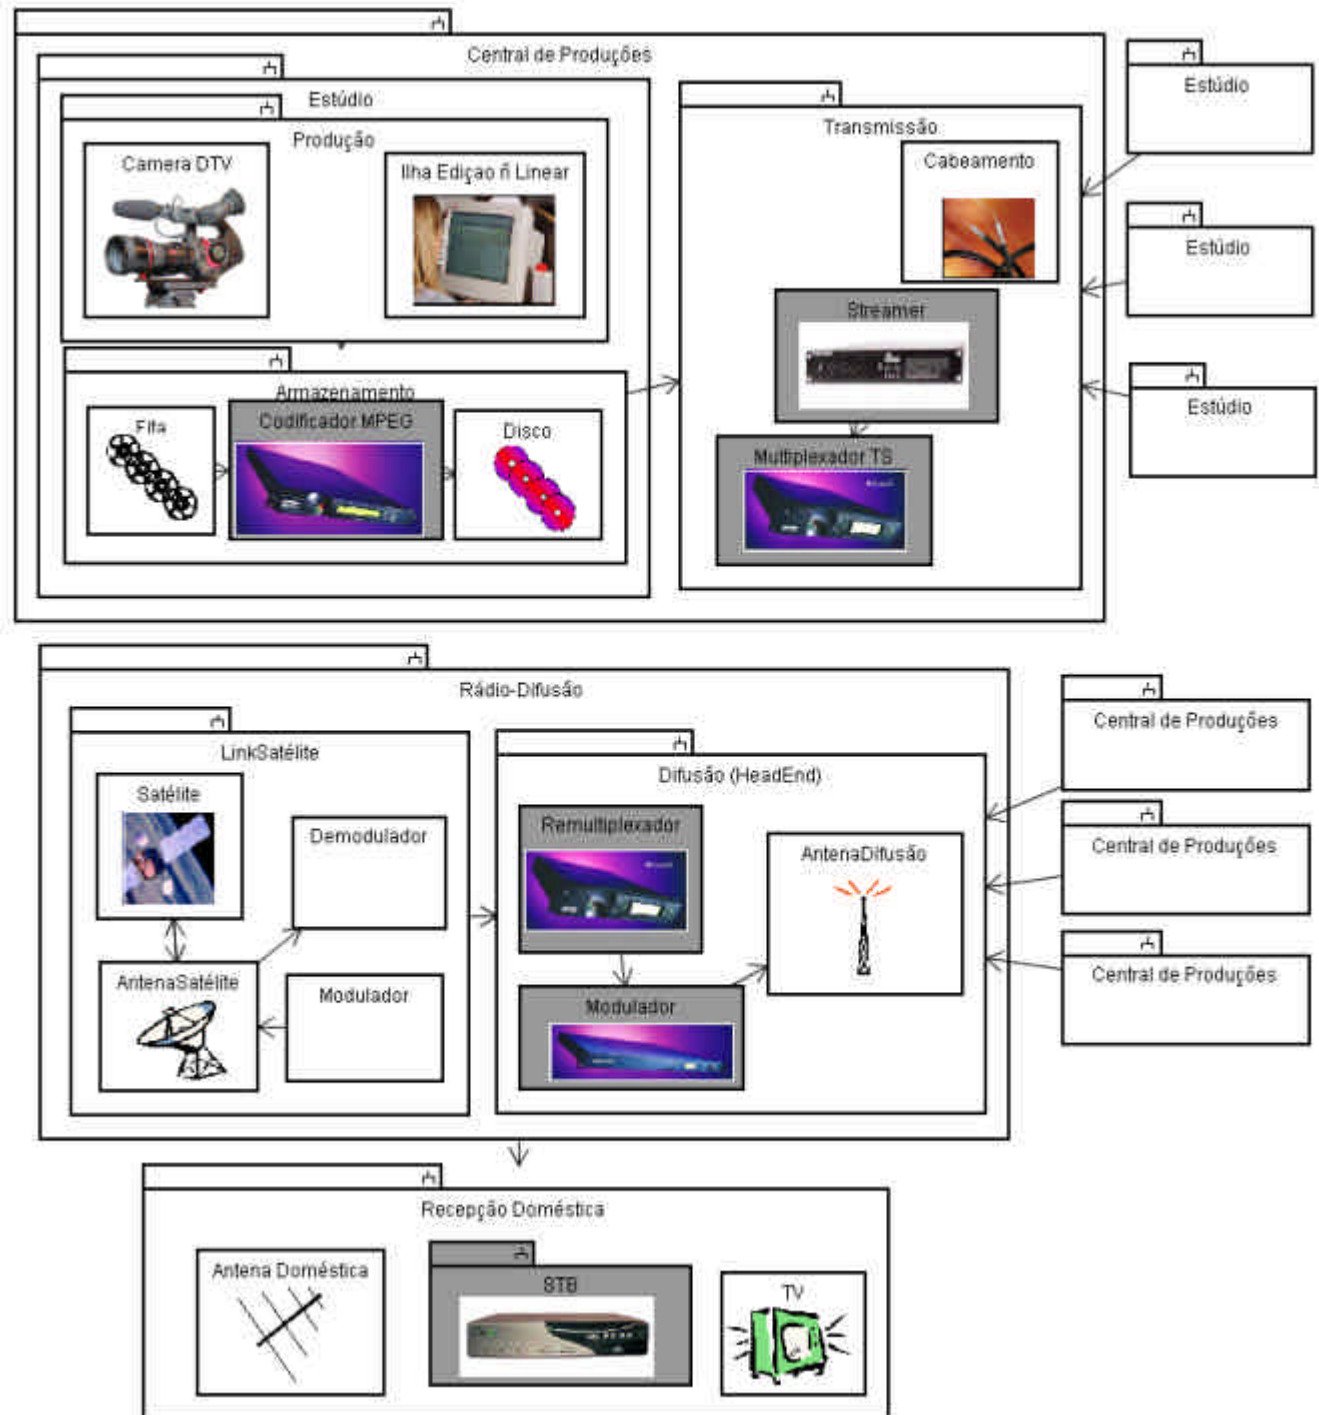 Central de Produções
Estúdio
Produção
Camera DTV
Ilha Ediçao ñ Linear
Armazenamento
Fita
Codificador MPEG
Disco
Transmissão
Cabeamento
Streamer
Multiplexador TS
Estúdio
Estúdio
Estúdio
Rádio-Difusão
LinkSatélite
Satélite
Demodulador
AntenaSatélite
Modulador
Difusão (HeadEnd)
Remultiplexador
AntenaDifusão
Modulador
Central de Produções
Central de Produções
Central de Produções
Recepção Doméstica
Antena Doméstica
STB
TV